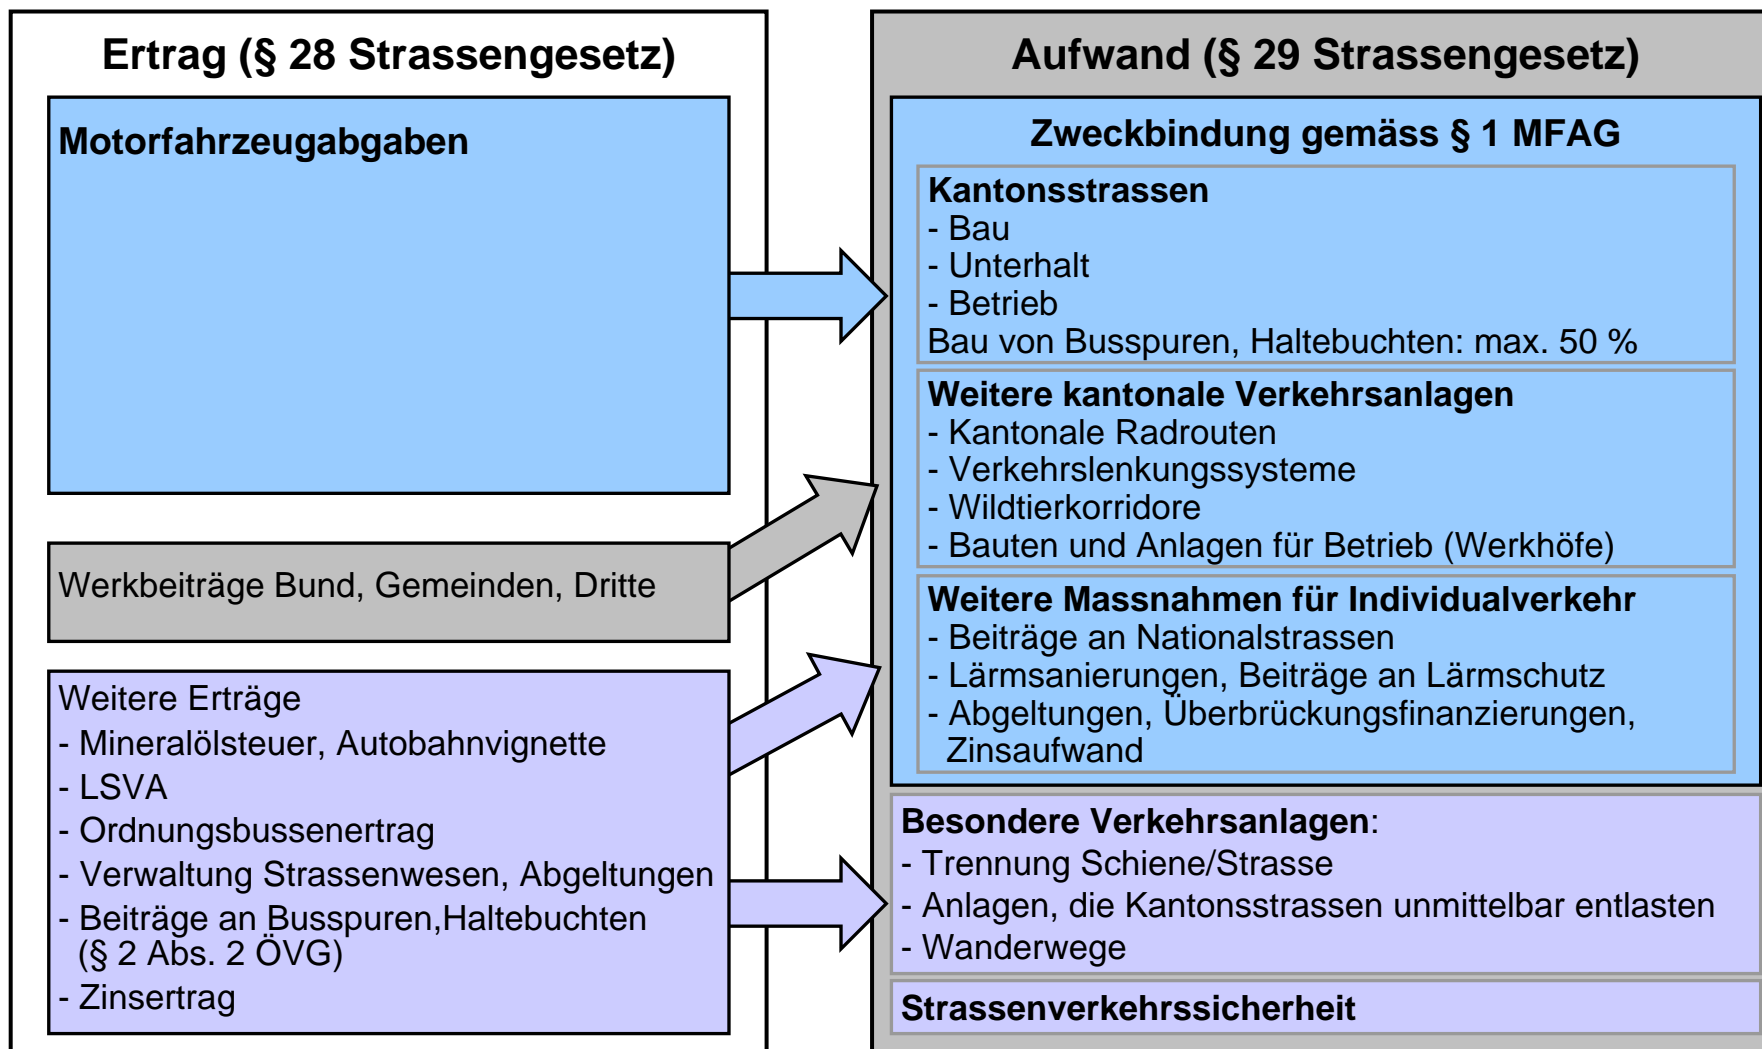 Ertrag (§ 28 Strassengesetz)
Motorfahrzeugabgaben
Werkbeiträge Bund, Gemeinden, Dritte
Weitere Erträge
- Mineralölsteuer, Autobahnvignette
- LSVA
- Ordnungsbussenertrag
- Verwaltung Strassenwesen, Abgeltungen
- Beiträge an Busspuren,Haltebuchten
(§ 2 Abs. 2 ÖVG)
- Zinsertrag
Aufwand (§ 29 Strassengesetz)
Zweckbindung gemäss § 1 MFAG
Kantonsstrassen
- Bau
- Unterhalt
- Betrieb
Bau von Busspuren, Haltebuchten: max. 50 %
Weitere kantonale Verkehrsanlagen
- Kantonale Radrouten
- Verkehrslenkungssysteme
- Wildtierkorridore
- Bauten und Anlagen für Betrieb (Werkhöfe)
Weitere Massnahmen für Individualverkehr
- Beiträge an Nationalstrassen
- Lärmsanierungen, Beiträge an Lärmschutz
- Abgeltungen, Überbrückungsfinanzierungen,
Zinsaufwand
Besondere Verkehrsanlagen:
- Trennung Schiene/Strasse
- Anlagen, die Kantonsstrassen unmittelbar entlasten
- Wanderwege
Strassenverkehrssicherheit